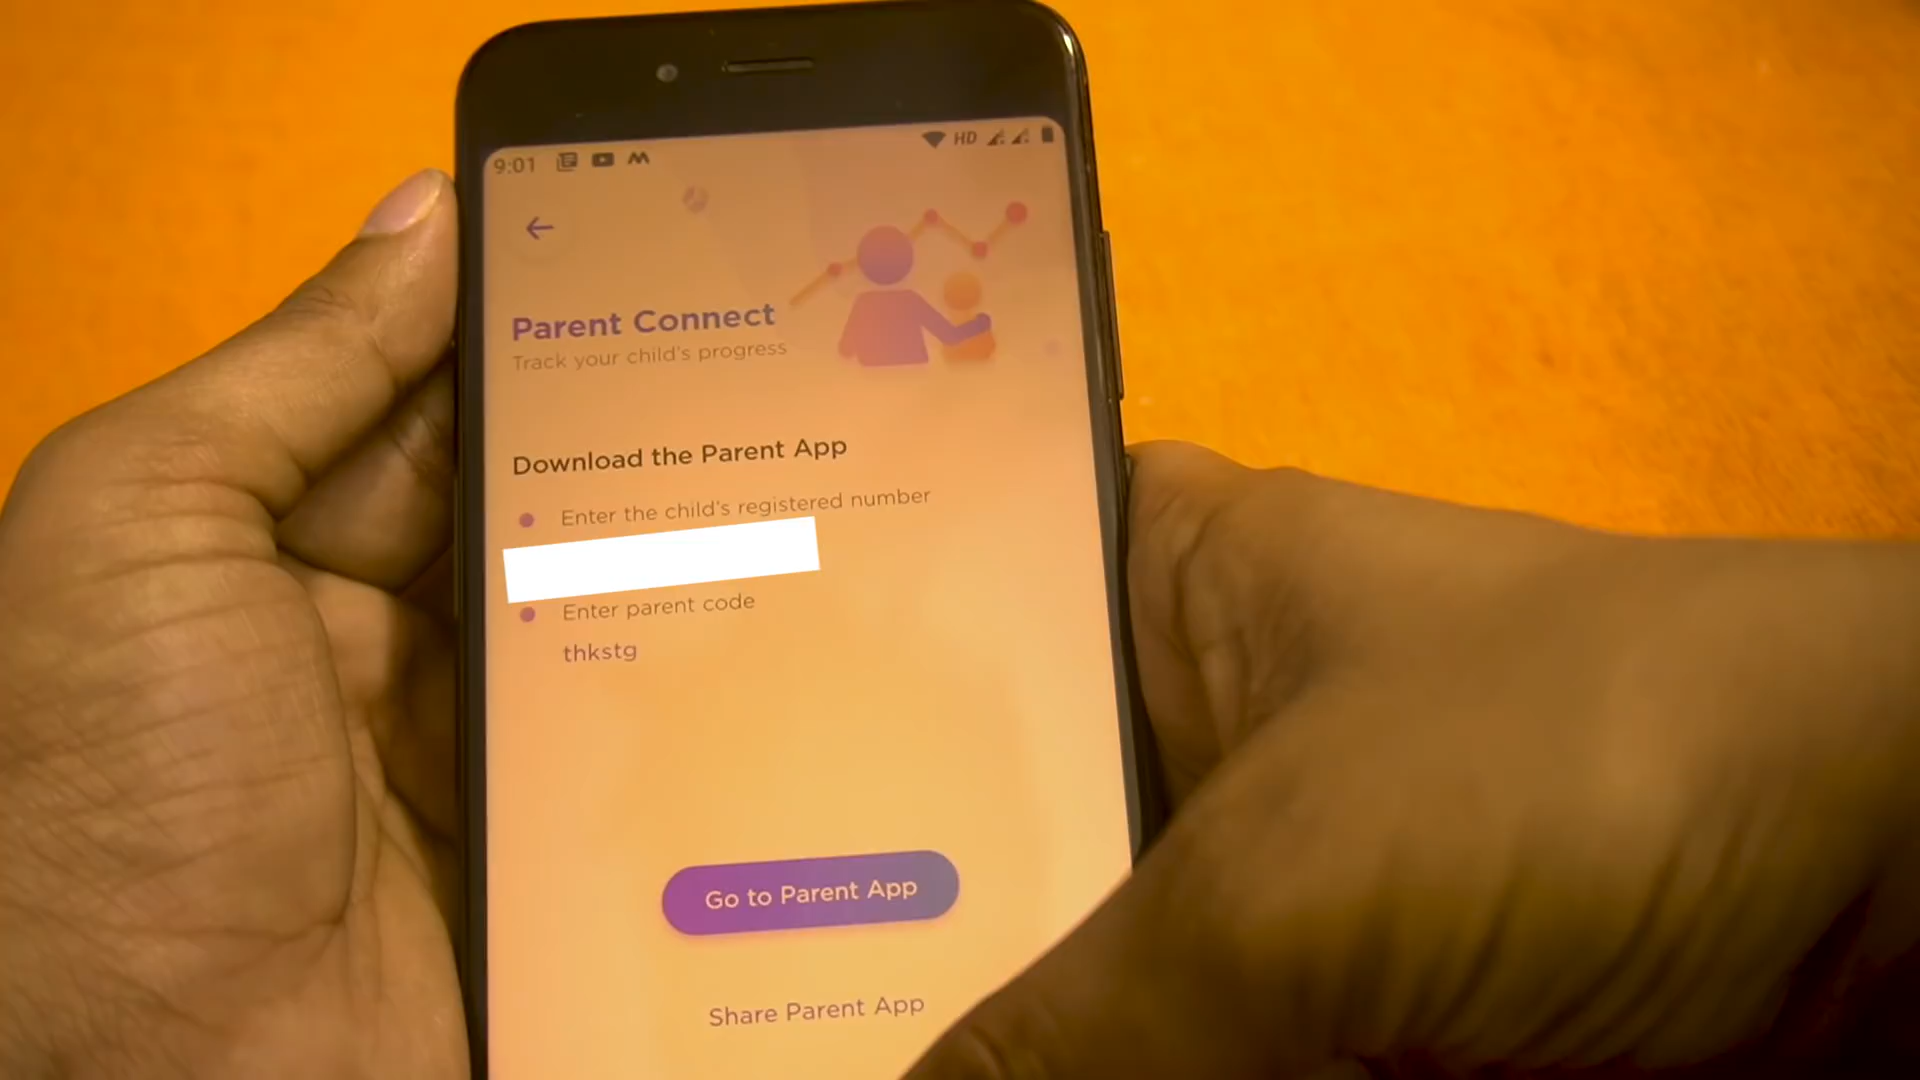 9:01 HD
Parent Connect
Track your child's progress
Download the Parent App
Enter the child's registered number
Enter parent code
thkstg
Go to Parent App
Share Parent App